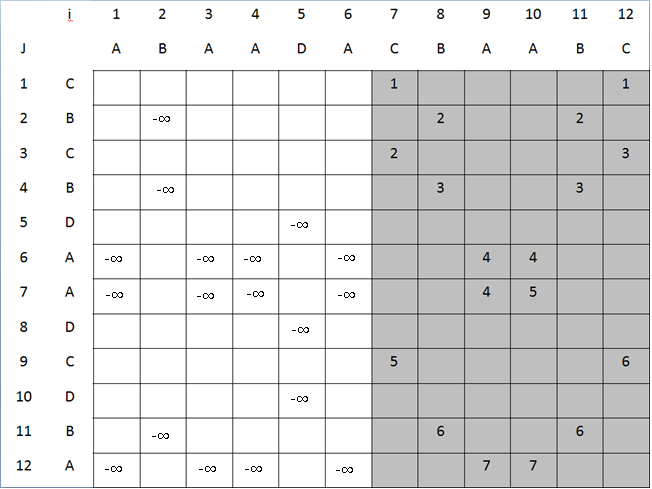 i 1 2 3 4 5 6 7 8 9 10 11 12
J A B A A D A C B A A B C
1 C 1 1
2 B -∞ 2 2
3 C 2 3
4 B -∞ 3 3
5 D -∞
6 A -∞ -∞ -∞ -∞ 4 4
7 A -∞ -∞ -∞ -∞ 4 5
8 D -∞
9 C 5 6
10 D -∞
11 B -∞ 6 6
12 A -∞ -∞ -∞ -∞ 7 7